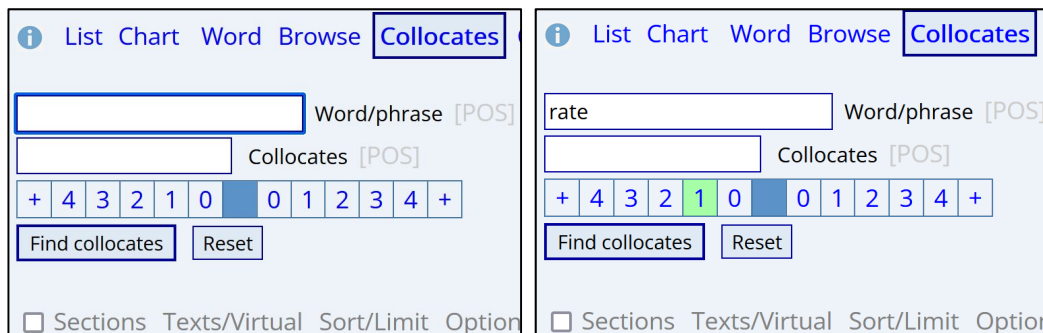 List Chart Word Browse Collocates
Word/phrase [POS]
Collocates [POS]
+ 4 3 2 1 0 0 1 2 3 4 +
Find collocates Reset
Sections Texts/Virtual Sort/Limit Option
List Chart Word Browse Collocates
rate Word/phrase [POS]
Collocates [POS]
+ 4 3 2 1 0 0 1 2 3 4 +
Find collocates Reset
Sections Texts/Virtual Sort/Limit Option